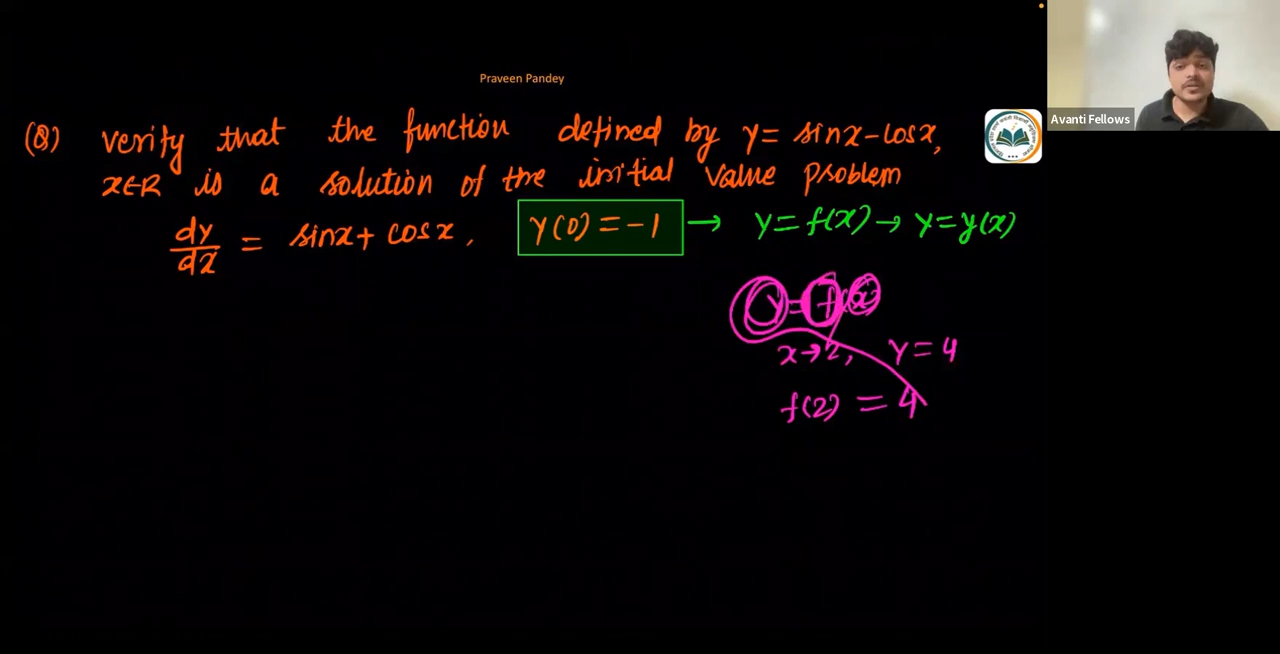 Praveen Pandey
Avanti Fellows
(Q) verify that the function defined by y = sinx - cosx,
x∈R is a solution of the initial value problem
dy/dx = sinx + cosx, y(0) = -1 → y = f(x) → y = y(x)
y = f(x)
x→2, y = 4
f(2) = 4